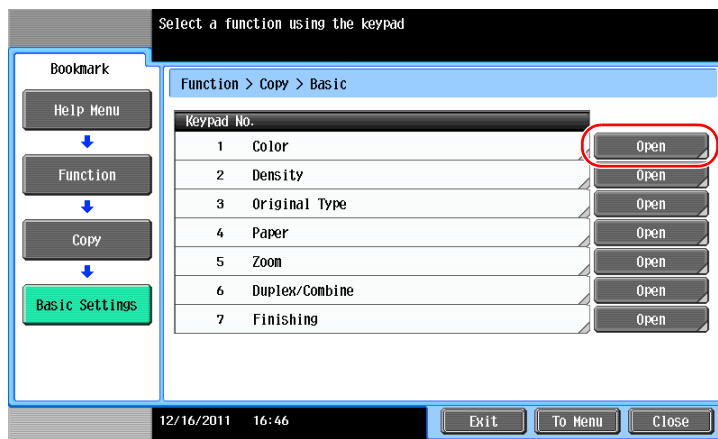 Select a function using the keypad
Bookmark
Function > Copy > Basic
Help Menu
Function
Copy
Basic Settings
Keypad No.
1 Color Open
2 Density Open
3 Original Type Open
4 Paper Open
5 Zoom Open
6 Duplex/Combine Open
7 Finishing Open
12/16/2011 16:46 Exit To Menu Close